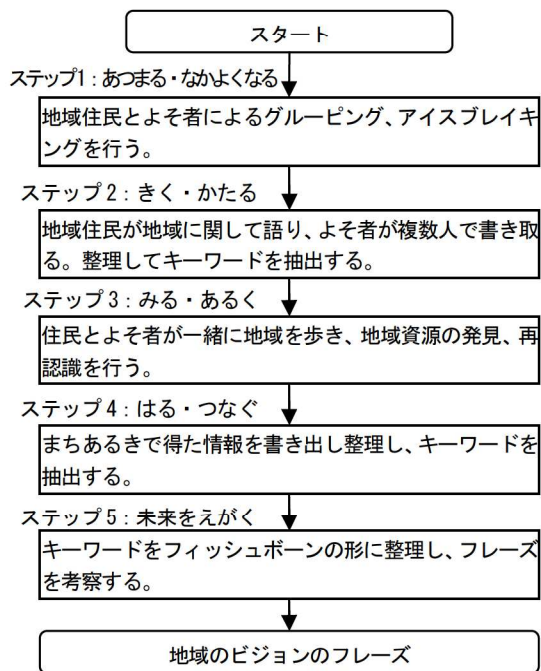 スタート
ステップ1：あつまる・なかよくなる
地域住民とよそ者によるグルーピング、アイスブレイキ
ングを行う。
ステップ2：きく・かたる
地域住民が地域に関して語り、よそ者が複数人で書き取
る。整理してキーワードを抽出する。
ステップ3：みる・あるく
住民とよそ者が一緒に地域を歩き、地域資源の発見、再
認識を行う。
ステップ4：はる・つなぐ
まちあるきで得た情報を書き出し整理し、キーワードを
抽出する。
ステップ5：未来をえがく
キーワードをフィッシュボーンの形に整理し、フレーズ
を考察する。
地域のビジョンのフレーズ